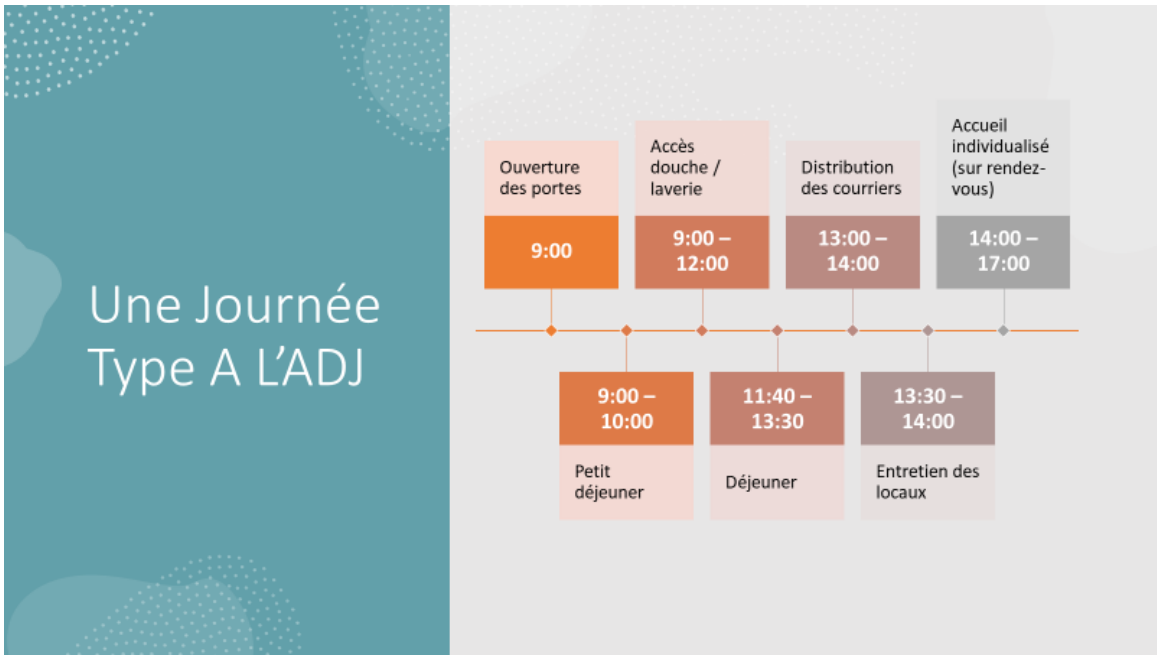 Une Journée
Type A L’ADJ
Ouverture
des portes
9:00
Petit
déjeuner
9:00 –
10:00
Accès
douche /
laverie
9:00 –
12:00
Déjeuner
11:40 –
13:30
Distribution
des courriers
13:00 –
14:00
Entretien des
locaux
13:30 –
14:00
Accueil
individualisé
(sur rendez-
vous)
14:00 –
17:00